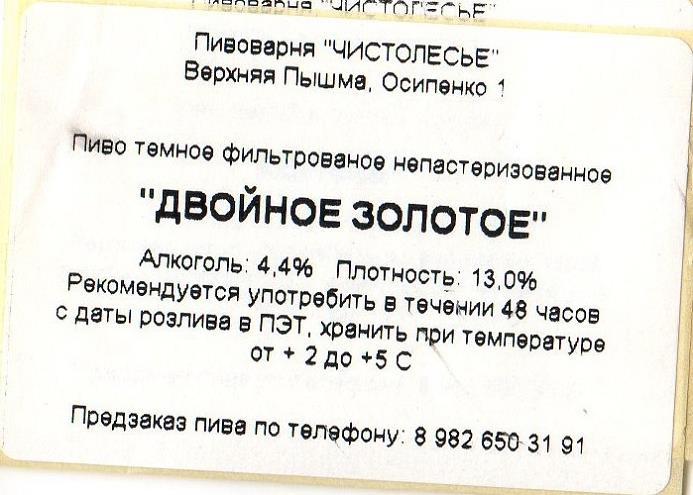 Пивоварня "ЧИСТОЛЕСЬЕ"
Пивоварня "ЧИСТОЛЕСЬЕ"
Верхняя Пышма, Осипенко 1
Пиво темное фильтрованое непастеризованное
"ДВОЙНОЕ ЗОЛОТОЕ"
Алкоголь: 4,4% Плотность: 13,0%
Рекомендуется употребить в течении 48 часов
с даты розлива в ПЭТ, хранить при температуре
от + 2 до +5 С
Предзаказ пива по телефону: 8 982 650 31 91